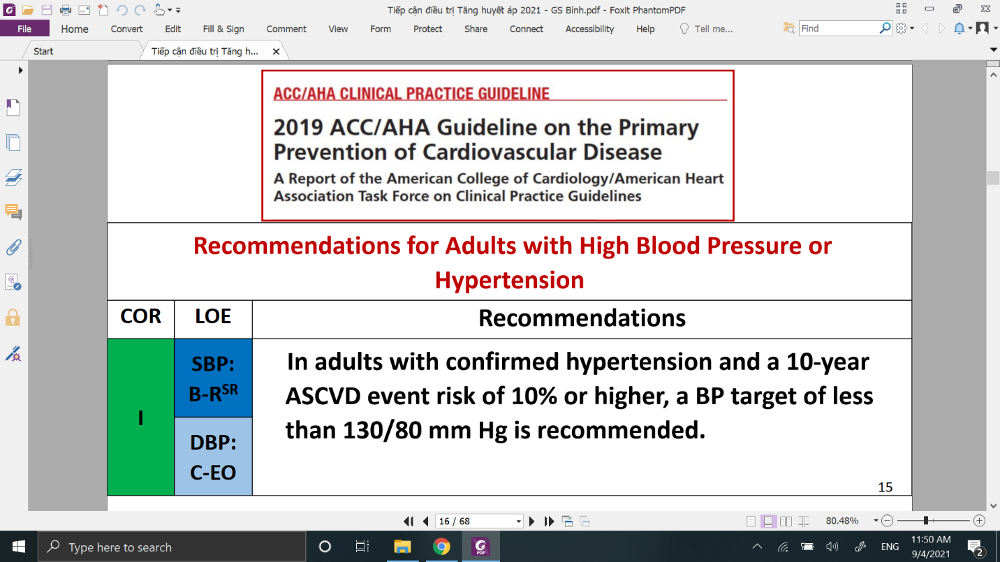 Tiếp cận điều trị Tăng huyết áp 2021 - GS Binh.pdf - Foxit PhantomPDF
File Home Convert Edit Fill & Sign Comment View Form Protect Share Connect Accessibility Help Tell me... Find
Start Tiếp cận điều trị Tăng h...
ACC/AHA CLINICAL PRACTICE GUIDELINE
2019 ACC/AHA Guideline on the Primary
Prevention of Cardiovascular Disease
A Report of the American College of Cardiology/American Heart
Association Task Force on Clinical Practice Guidelines
Recommendations for Adults with High Blood Pressure or
Hypertension
COR LOE Recommendations
I
SBP:
B-RSR
DBP:
C-EO
In adults with confirmed hypertension and a 10-year
ASCVD event risk of 10% or higher, a BP target of less
than 130/80 mm Hg is recommended.
15
16 / 68 80.48%
Type here to search
PDF
ENG
11:50 AM
9/4/2021
2